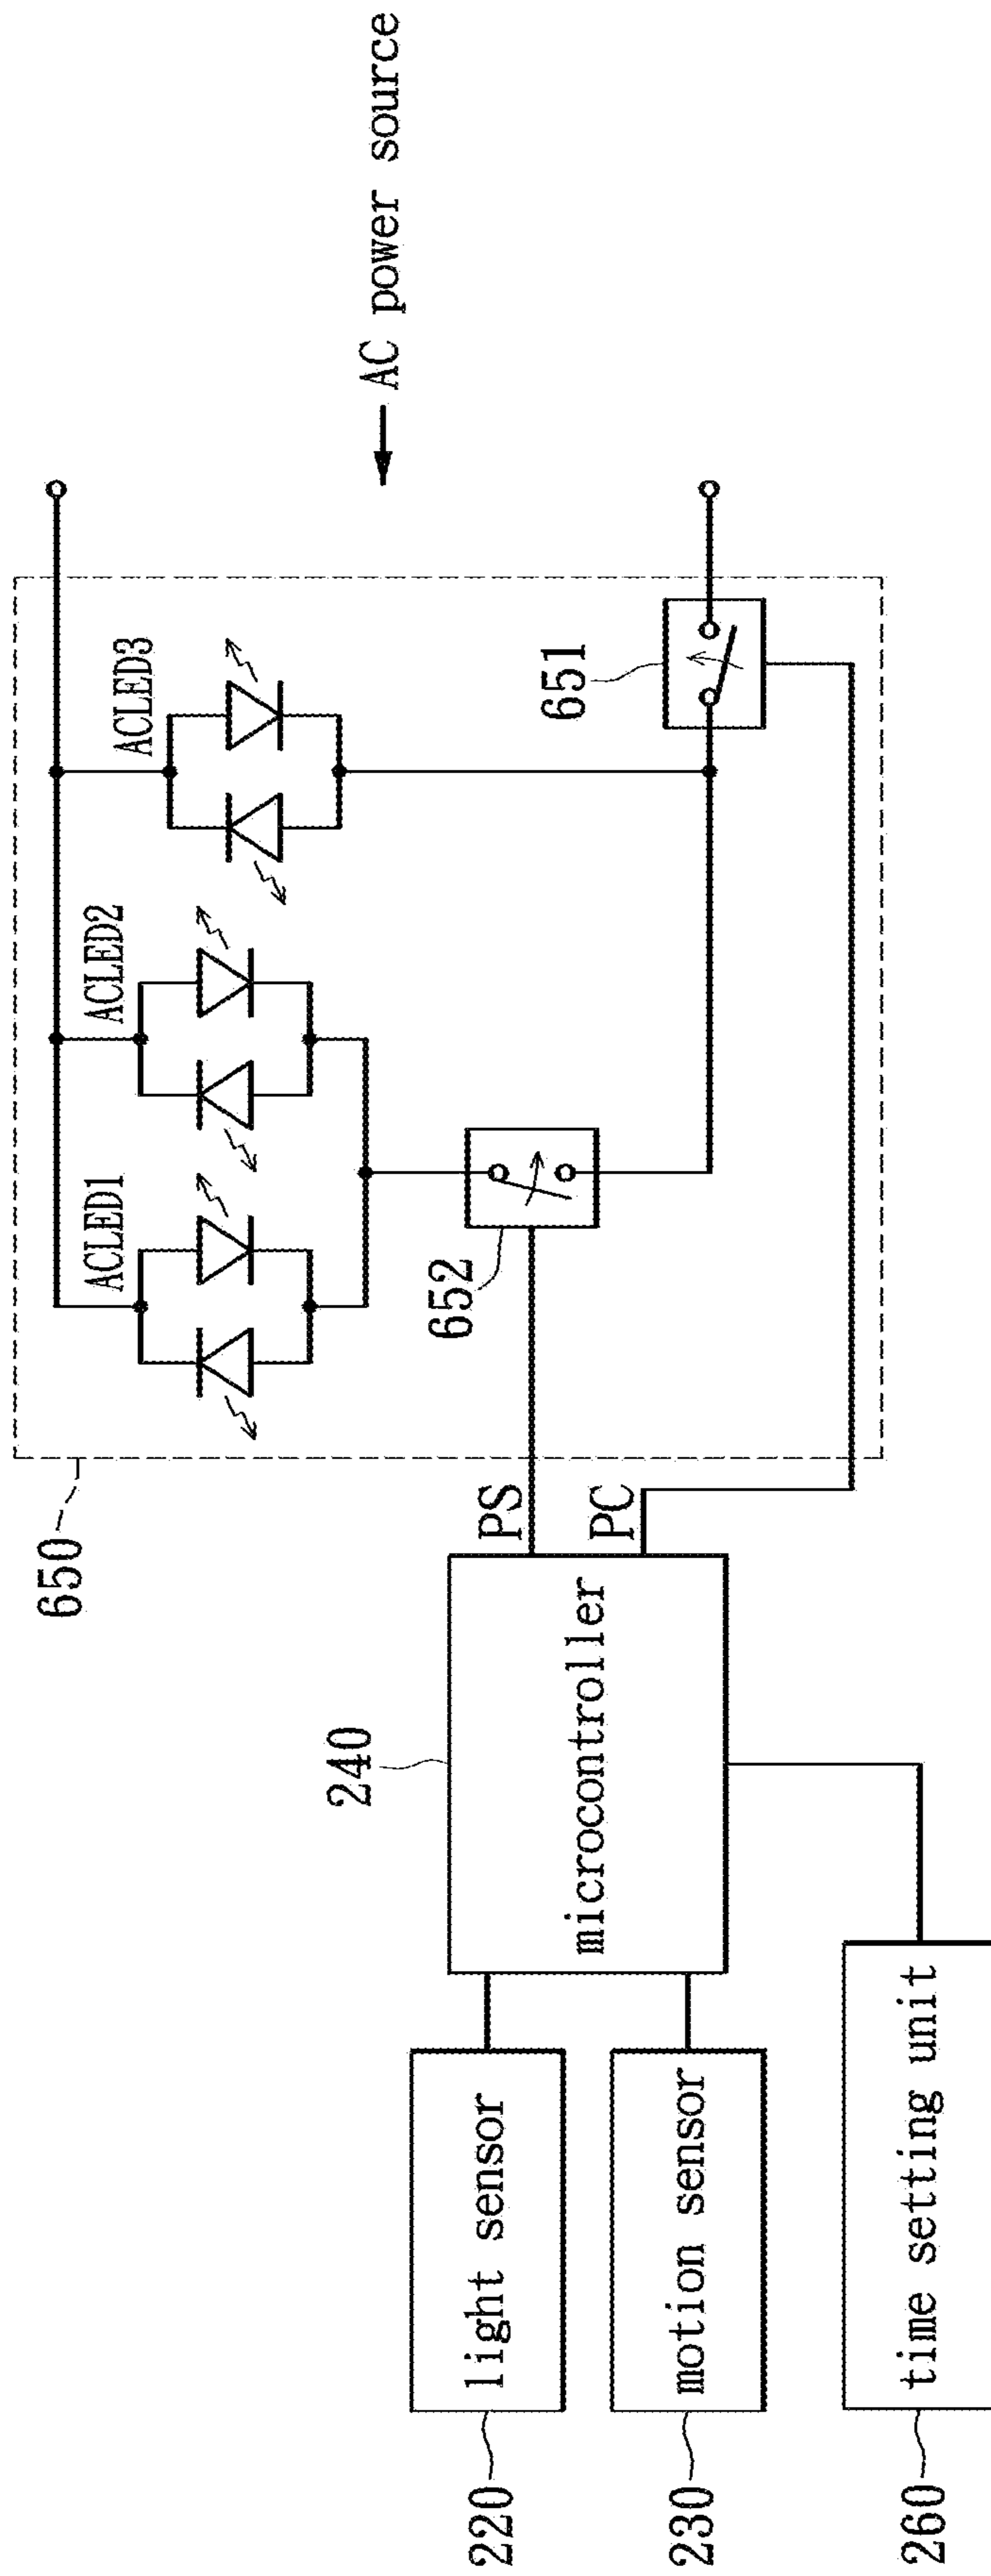 650
ACLED1
ACLED2
ACLED3
AC power source
652
651
PS
PC
240
microcontroller
220
light sensor
230
motion sensor
260
time setting unit